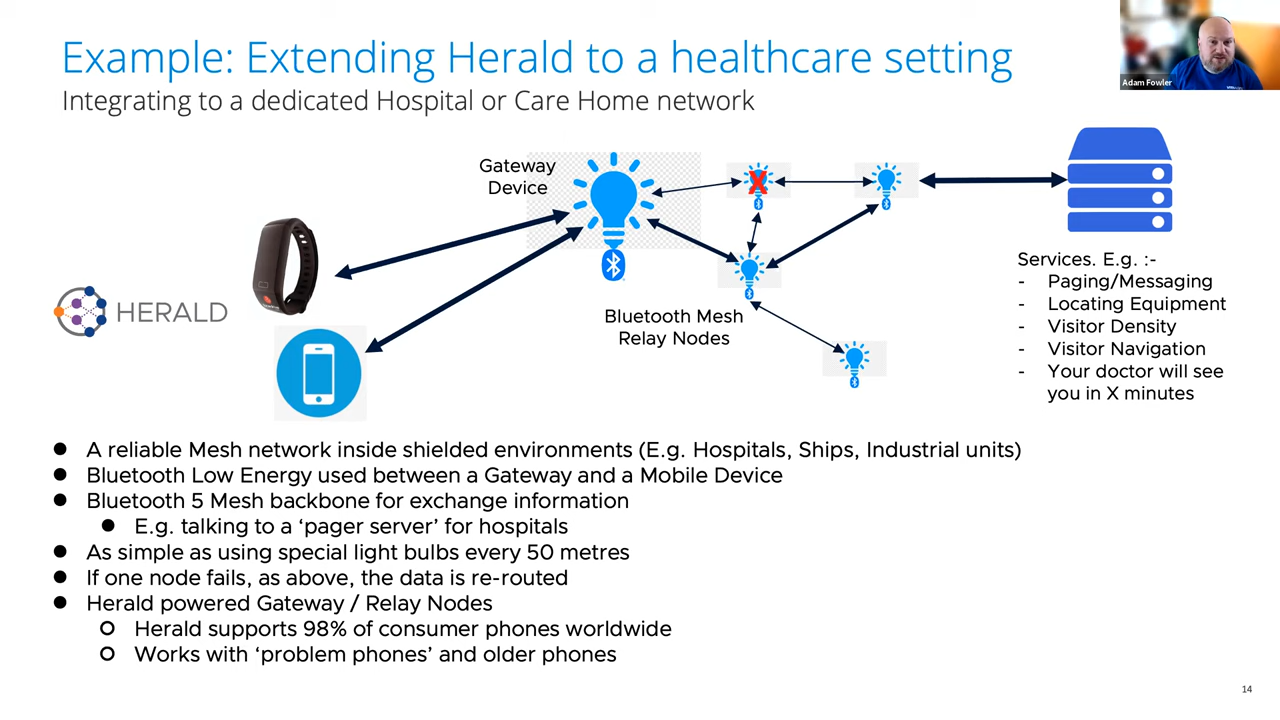 Example: Extending Herald to a healthcare setting
Integrating to a dedicated Hospital or Care Home network
Adam Fowler
Gateway
Device
HERALD
X
Bluetooth Mesh
Relay Nodes
Services. E.g. :-
- Paging/Messaging
- Locating Equipment
- Visitor Density
- Visitor Navigation
- Your doctor will see
you in X minutes
● A reliable Mesh network inside shielded environments (E.g. Hospitals, Ships, Industrial units)
● Bluetooth Low Energy used between a Gateway and a Mobile Device
● Bluetooth 5 Mesh backbone for exchange information
● E.g. talking to a ‘pager server’ for hospitals
● As simple as using special light bulbs every 50 metres
● If one node fails, as above, the data is re-routed
● Herald powered Gateway / Relay Nodes
○ Herald supports 98% of consumer phones worldwide
○ Works with ‘problem phones’ and older phones
14